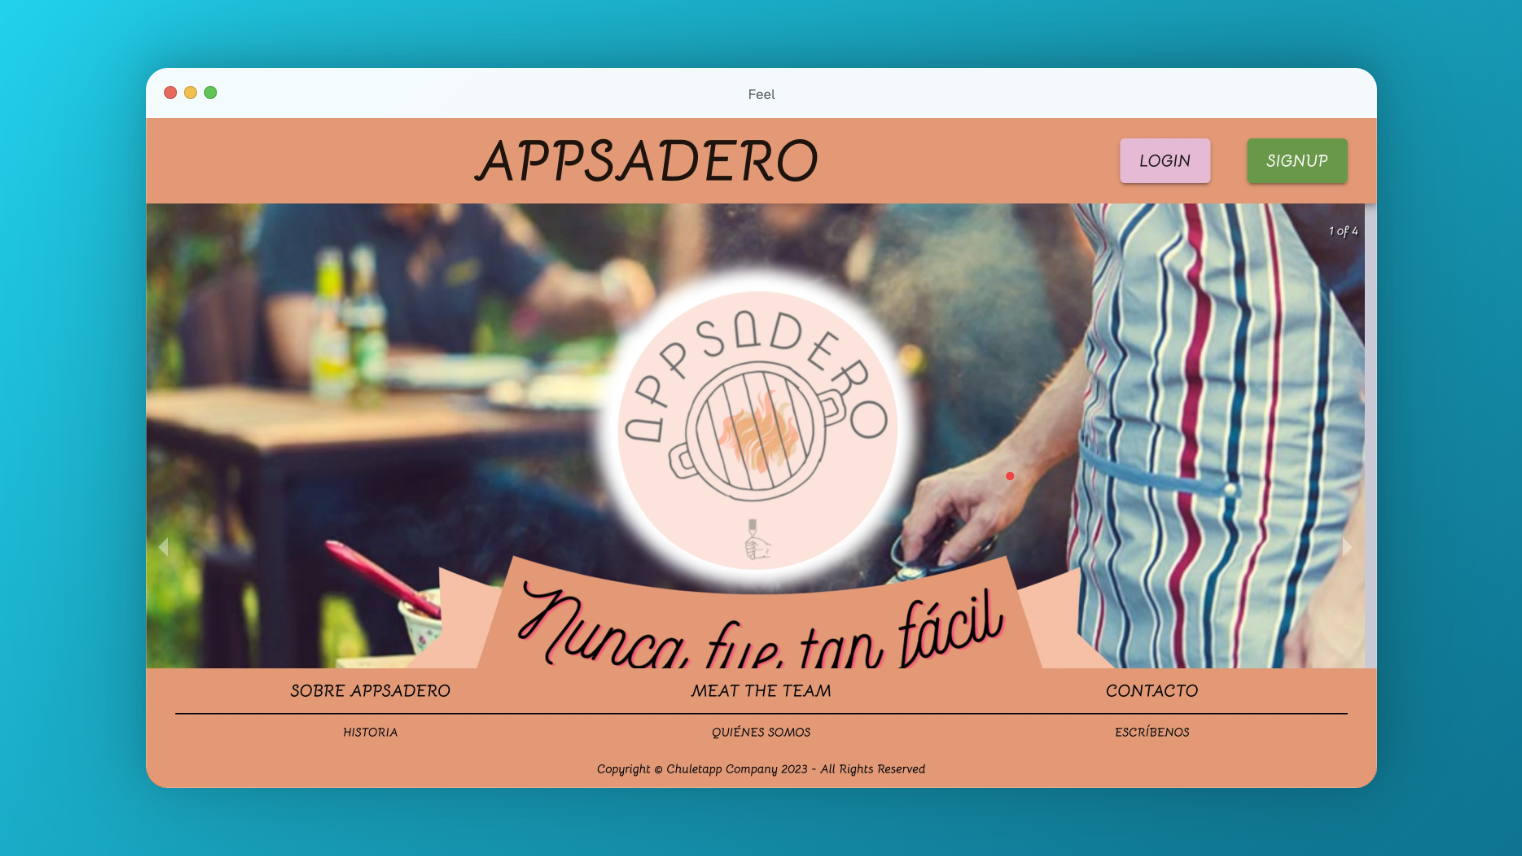 Feel
APPSADERO
LOGIN
SIGNUP
1 of 4
APPSADERO
Nunca fue tan fácil
SOBRE APPSADERO
MEAT THE TEAM
CONTACTO
HISTORIA
QUIÉNES SOMOS
ESCRÍBENOS
Copyright © Chuletapp Company 2023 - All Rights Reserved